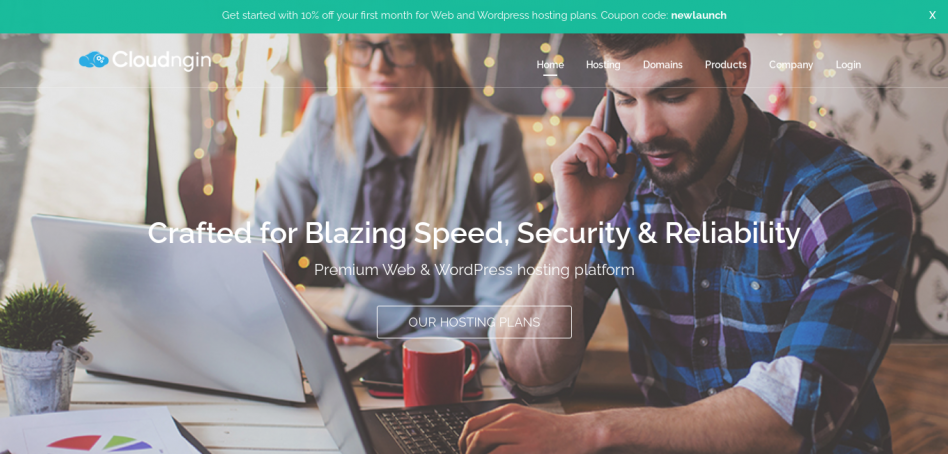 Get started with 10% off your first month for Web and Wordpress hosting plans. Coupon code: newlaunch
X
Cloudngin
Home Hosting Domains Products Company Login
Crafted for Blazing Speed, Security & Reliability
Premium Web & WordPress hosting platform
OUR HOSTING PLANS